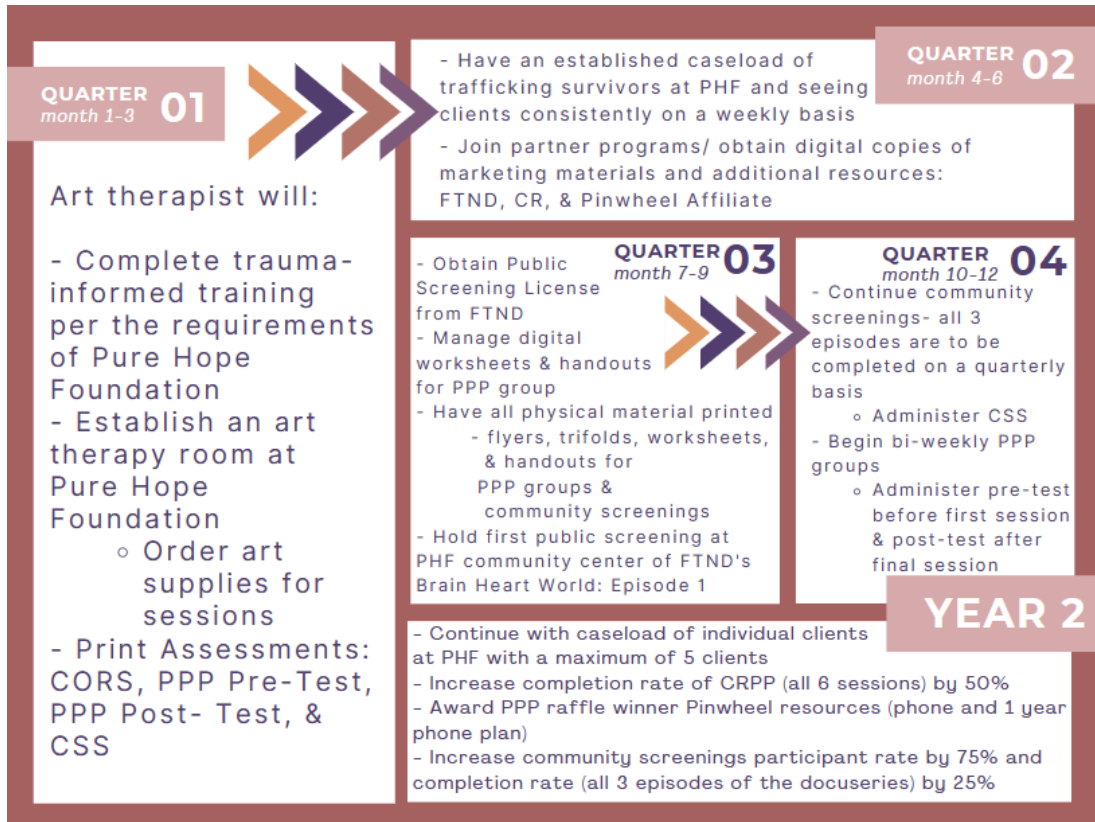 QUARTER 01
month 1-3
Art therapist will:
- Complete trauma-
informed training
per the requirements
of Pure Hope
Foundation
- Establish an art
therapy room at
Pure Hope
Foundation
◦ Order art
supplies for
sessions
- Print Assessments:
CORS, PPP Pre-Test,
PPP Post- Test, &
CSS
QUARTER 02
month 4-6
- Have an established caseload of
trafficking survivors at PHF and seeing
clients consistently on a weekly basis
- Join partner programs/ obtain digital copies of
marketing materials and additional resources:
FTND, CR, & Pinwheel Affiliate
QUARTER 03
month 7-9
- Obtain Public
Screening License
from FTND
- Manage digital
worksheets & handouts
for PPP group
- Have all physical material printed
- flyers, trifolds, worksheets,
& handouts for
PPP groups &
community screenings
- Hold first public screening at
PHF community center of FTND's
Brain Heart World: Episode 1
QUARTER 04
month 10-12
- Continue community
screenings- all 3
episodes are to be
completed on a quarterly
basis
◦ Administer CSS
- Begin bi-weekly PPP
groups
◦ Administer pre-test
before first session
& post-test after
final session
YEAR 2
- Continue with caseload of individual clients
at PHF with a maximum of 5 clients
- Increase completion rate of CRPP (all 6 sessions) by 50%
- Award PPP raffle winner Pinwheel resources (phone and 1 year
phone plan)
- Increase community screenings participant rate by 75% and
completion rate (all 3 episodes of the docuseries) by 25%